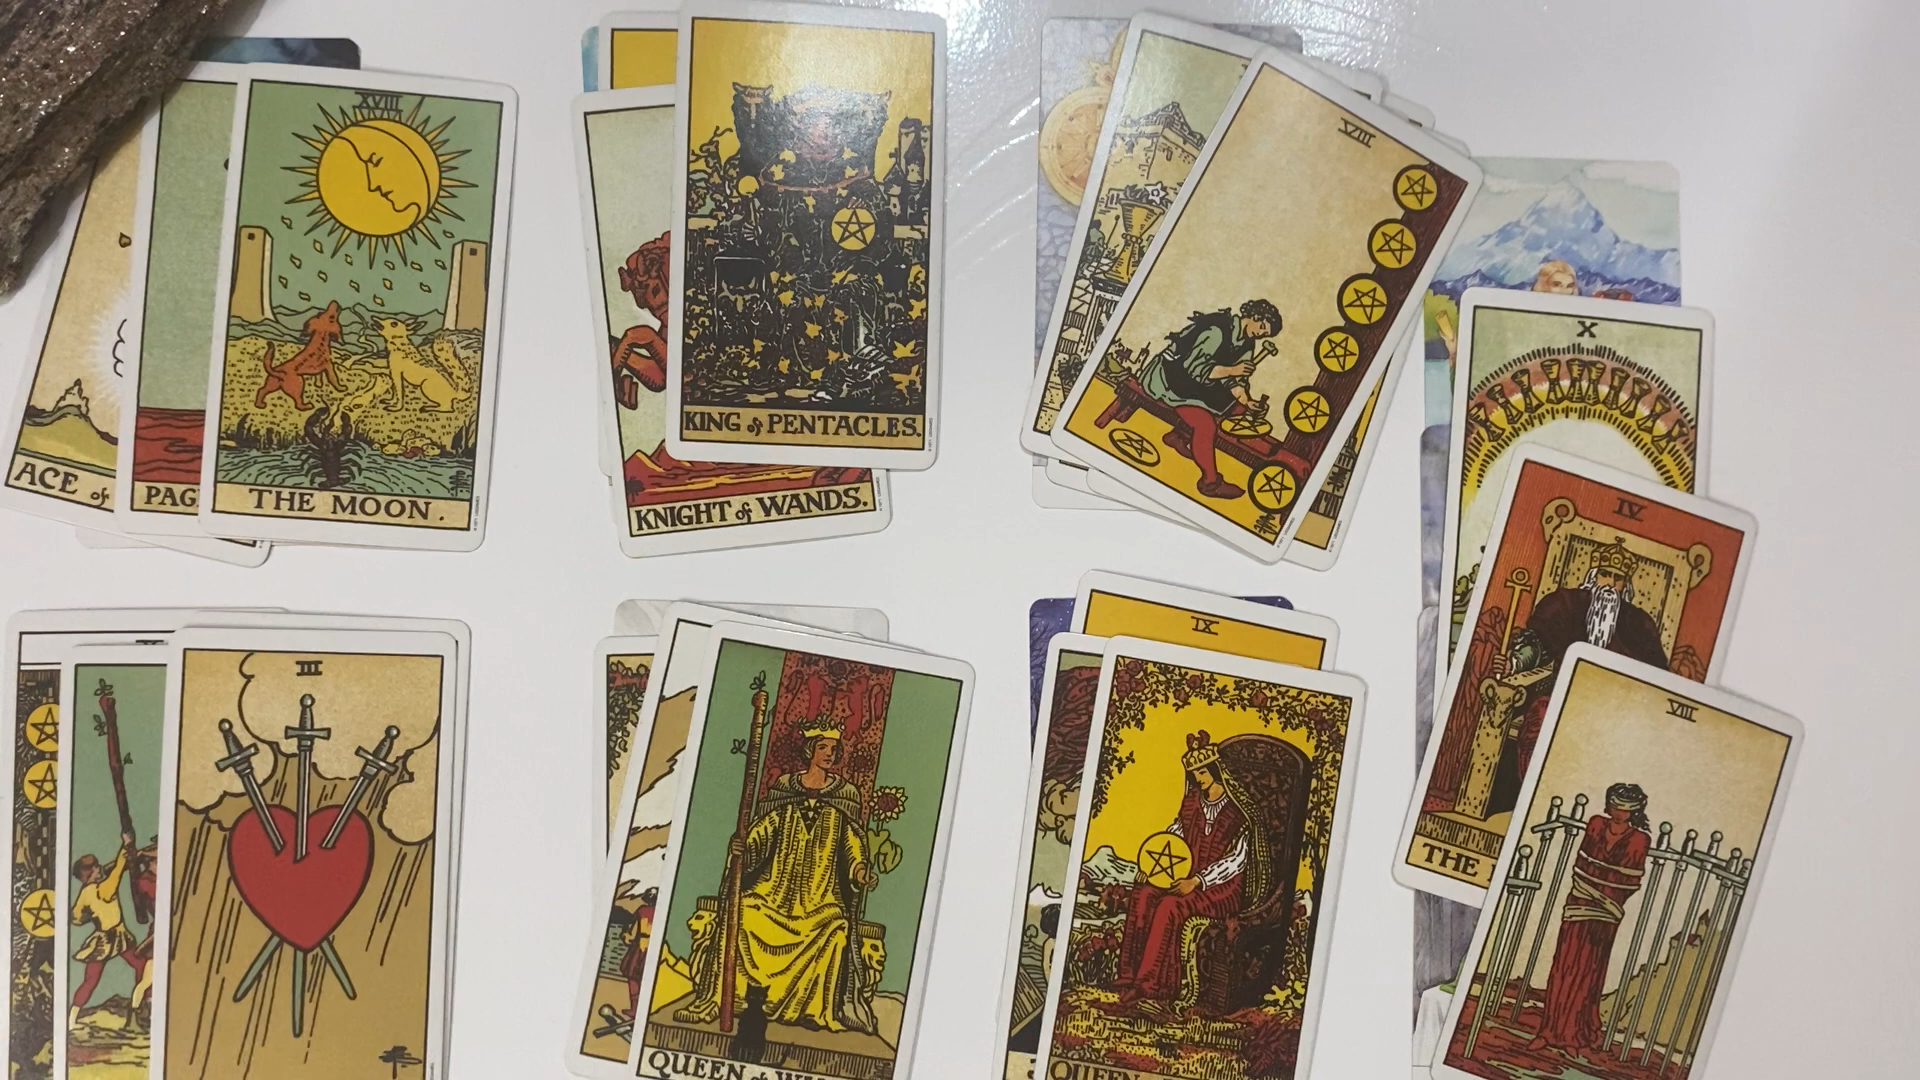 XVIII
ACE of
PAG
THE MOON.
KING of PENTACLES.
KNIGHT of WANDS.
VIII
X
IV
THE
VIII
III
QUEEN of W
IX
QUEEN